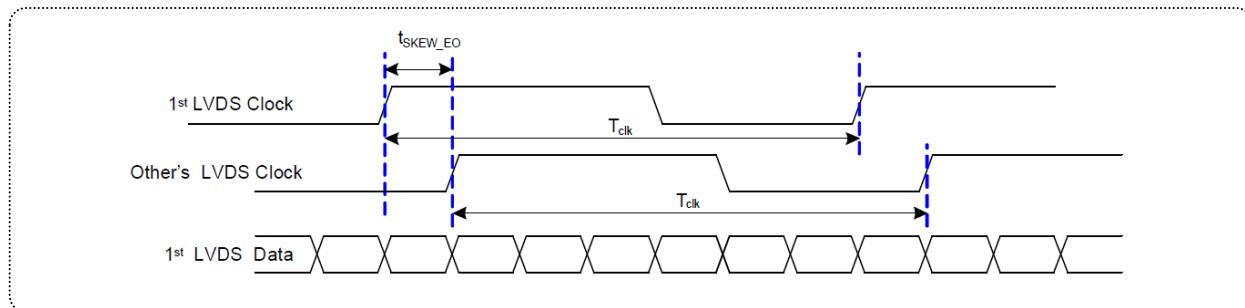 tSKEW_EO
1st LVDS Clock
Tclk
Other's LVDS Clock
Tclk
1st LVDS Data